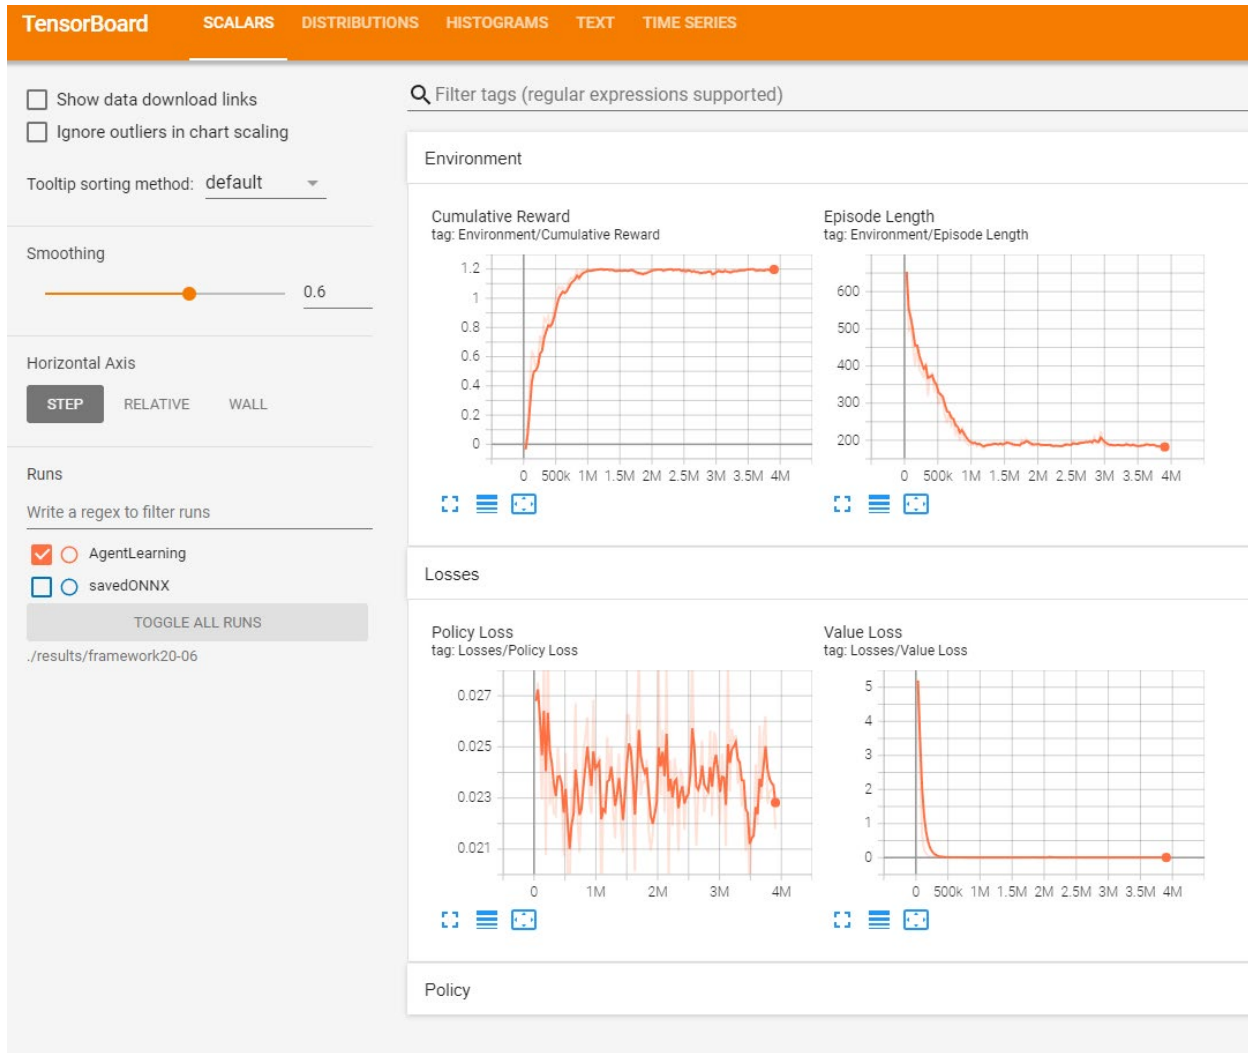 TensorBoard SCALARS DISTRIBUTIONS HISTOGRAMS TEXT TIME SERIES
Show data download links
Ignore outliers in chart scaling
Tooltip sorting method: default
Smoothing
0.6
Horizontal Axis
STEP RELATIVE WALL
Runs
Write a regex to filter runs
AgentLearning
savedONNX
TOGGLE ALL RUNS
./results/framework20-06
Filter tags (regular expressions supported)
Environment
Cumulative Reward
tag: Environment/Cumulative Reward
1.2
1
0.8
0.6
0.4
0.2
0
0 500k 1M 1.5M 2M 2.5M 3M 3.5M 4M
Episode Length
tag: Environment/Episode Length
600
500
400
300
200
0 500k 1M 1.5M 2M 2.5M 3M 3.5M 4M
Losses
Policy Loss
tag: Losses/Policy Loss
0.027
0.025
0.023
0.021
0 1M 2M 3M 4M
Value Loss
tag: Losses/Value Loss
5
4
3
2
1
0
0 500k 1M 1.5M 2M 2.5M 3M 3.5M 4M
Policy